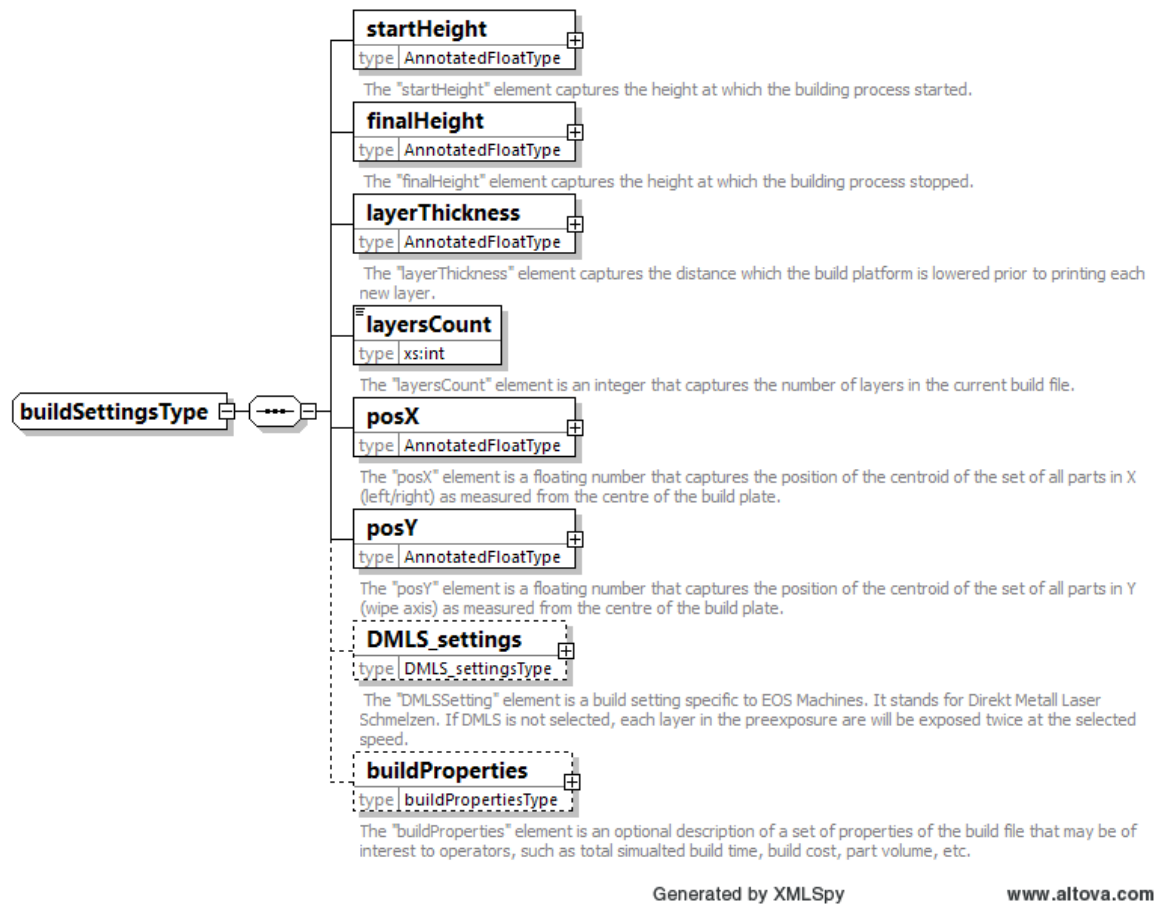 startHeight
type AnnotatedFloatType
The "startHeight" element captures the height at which the building process started.
finalHeight
type AnnotatedFloatType
The "finalHeight" element captures the height at which the building process stopped.
layerThickness
type AnnotatedFloatType
The "layerThickness" element captures the distance which the build platform is lowered prior to printing each
new layer.
layersCount
type xs:int
The "layersCount" element is an integer that captures the number of layers in the current build file.
buildSettingsType
posX
type AnnotatedFloatType
The "posX" element is a floating number that captures the position of the centroid of the set of all parts in X
(left/right) as measured from the centre of the build plate.
posY
type AnnotatedFloatType
The "posY" element is a floating number that captures the position of the centroid of the set of all parts in Y
(wipe axis) as measured from the centre of the build plate.
DMLS_settings
type DMLS_settingsType
The "DMLSSetting" element is a build setting specific to EOS Machines. It stands for Direkt Metall Laser
Schmelzen. If DMLS is not selected, each layer in the preexposure are will be exposed twice at the selected
speed.
buildProperties
type buildPropertiesType
The "buildProperties" element is an optional description of a set of properties of the build file that may be of
interest to operators, such as total simualted build time, build cost, part volume, etc.
Generated by XMLSpy www.altova.com